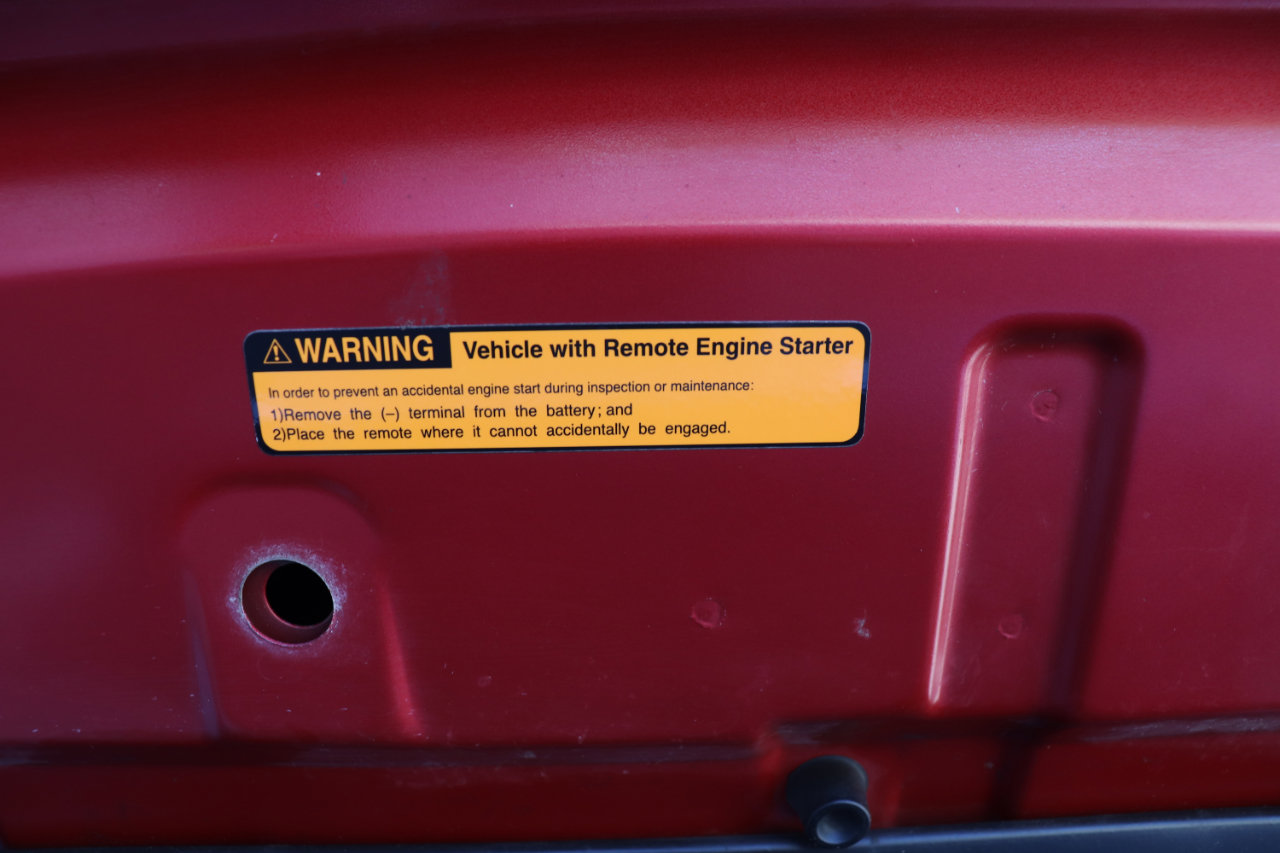 WARNING Vehicle with Remote Engine Starter
In order to prevent an accidental engine start during inspection or maintenance:
1)Remove the (–) terminal from the battery; and
2)Place the remote where it cannot accidentally be engaged.